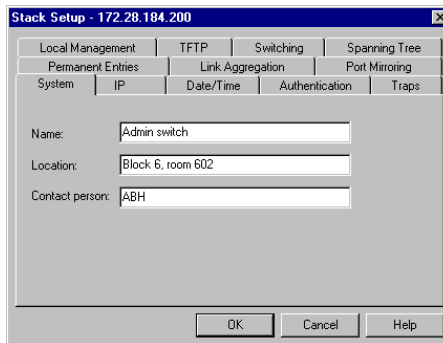 Stack Setup - 172.28.184.200
Local Management TFTP Switching Spanning Tree
Permanent Entries Link Aggregation Port Mirroring
System IP Date/Time Authentication Traps
Name: Admin switch
Location: Block 6, room 602
Contact person: ABH
OK Cancel Help